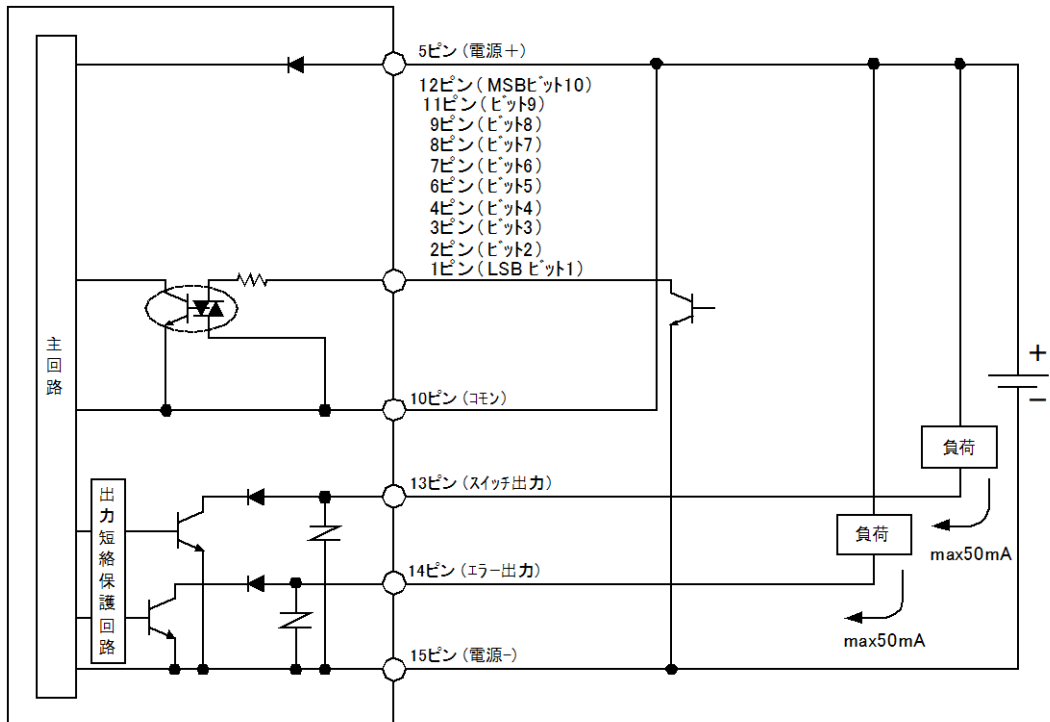 5ピン(電源+)
12ピン(MSBﾋﾞｯﾄ10)
11ピン(ﾋﾞｯﾄ9)
9ピン(ﾋﾞｯﾄ8)
8ピン(ﾋﾞｯﾄ7)
7ピン(ﾋﾞｯﾄ6)
6ピン(ﾋﾞｯﾄ5)
4ピン(ﾋﾞｯﾄ4)
3ピン(ﾋﾞｯﾄ3)
2ピン(ﾋﾞｯﾄ2)
1ピン(LSB ﾋﾞｯﾄ1)
主回路
+
−
10ピン(ｺﾓﾝ)
負荷
13ピン(ｽｲｯﾁ出力)
出力短絡保護回路
負荷
max50mA
14ピン(ｴﾗｰ出力)
max50mA
15ピン(電源-)